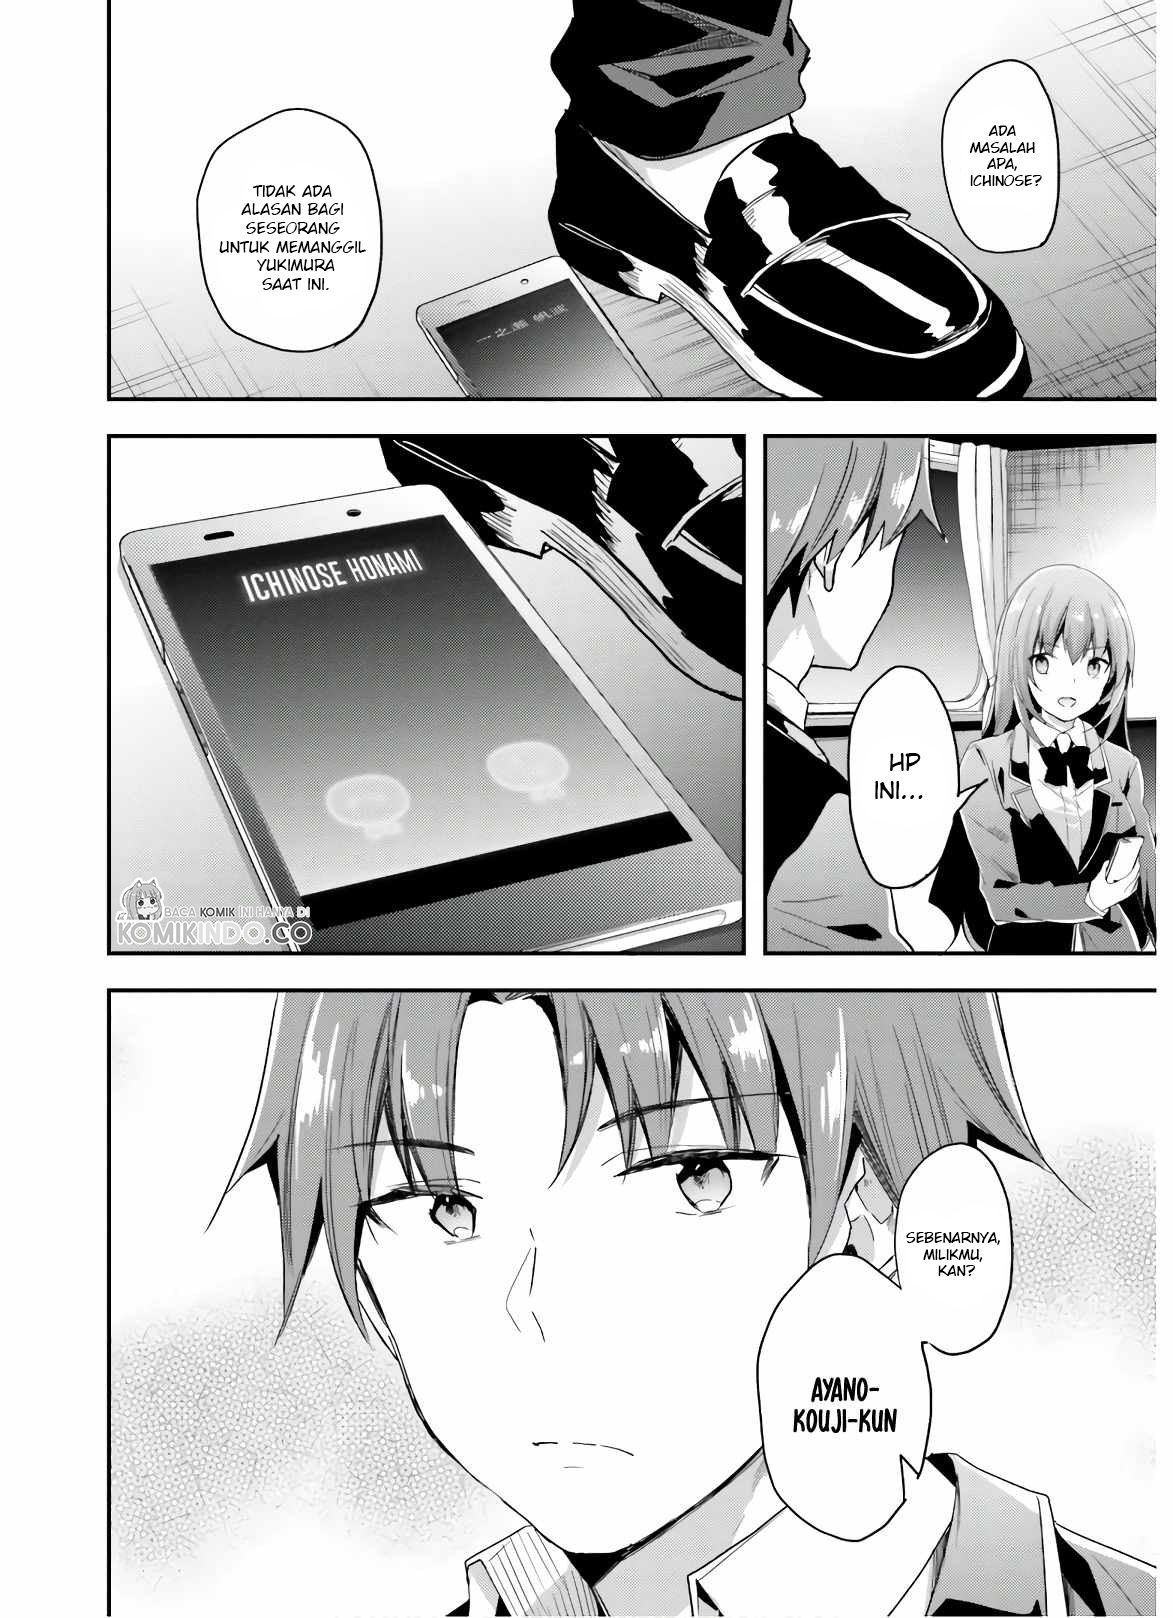 ADA
MASALAH
APA,
ICHINOSE?
TIDAK ADA
ALASAN BAGI
SESEORANG
UNTUK MEMANGGIL
YUKIMURA
SAAT INI.
一之瀬 帆波
HP
INI...
ICHINOSE HONAMI
BACA KOMIK INI HANYA DI
KOMIKINDO.CO
SEBENARNYA,
MILIKMU,
KAN?
AYANO-
KOUJI-KUN